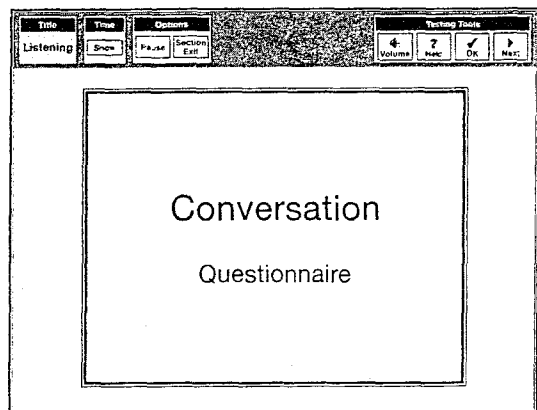 Title Time Options Testing Tools
Listening Show Pause Section Exit Volume Help OK Next
Conversation
Questionnaire